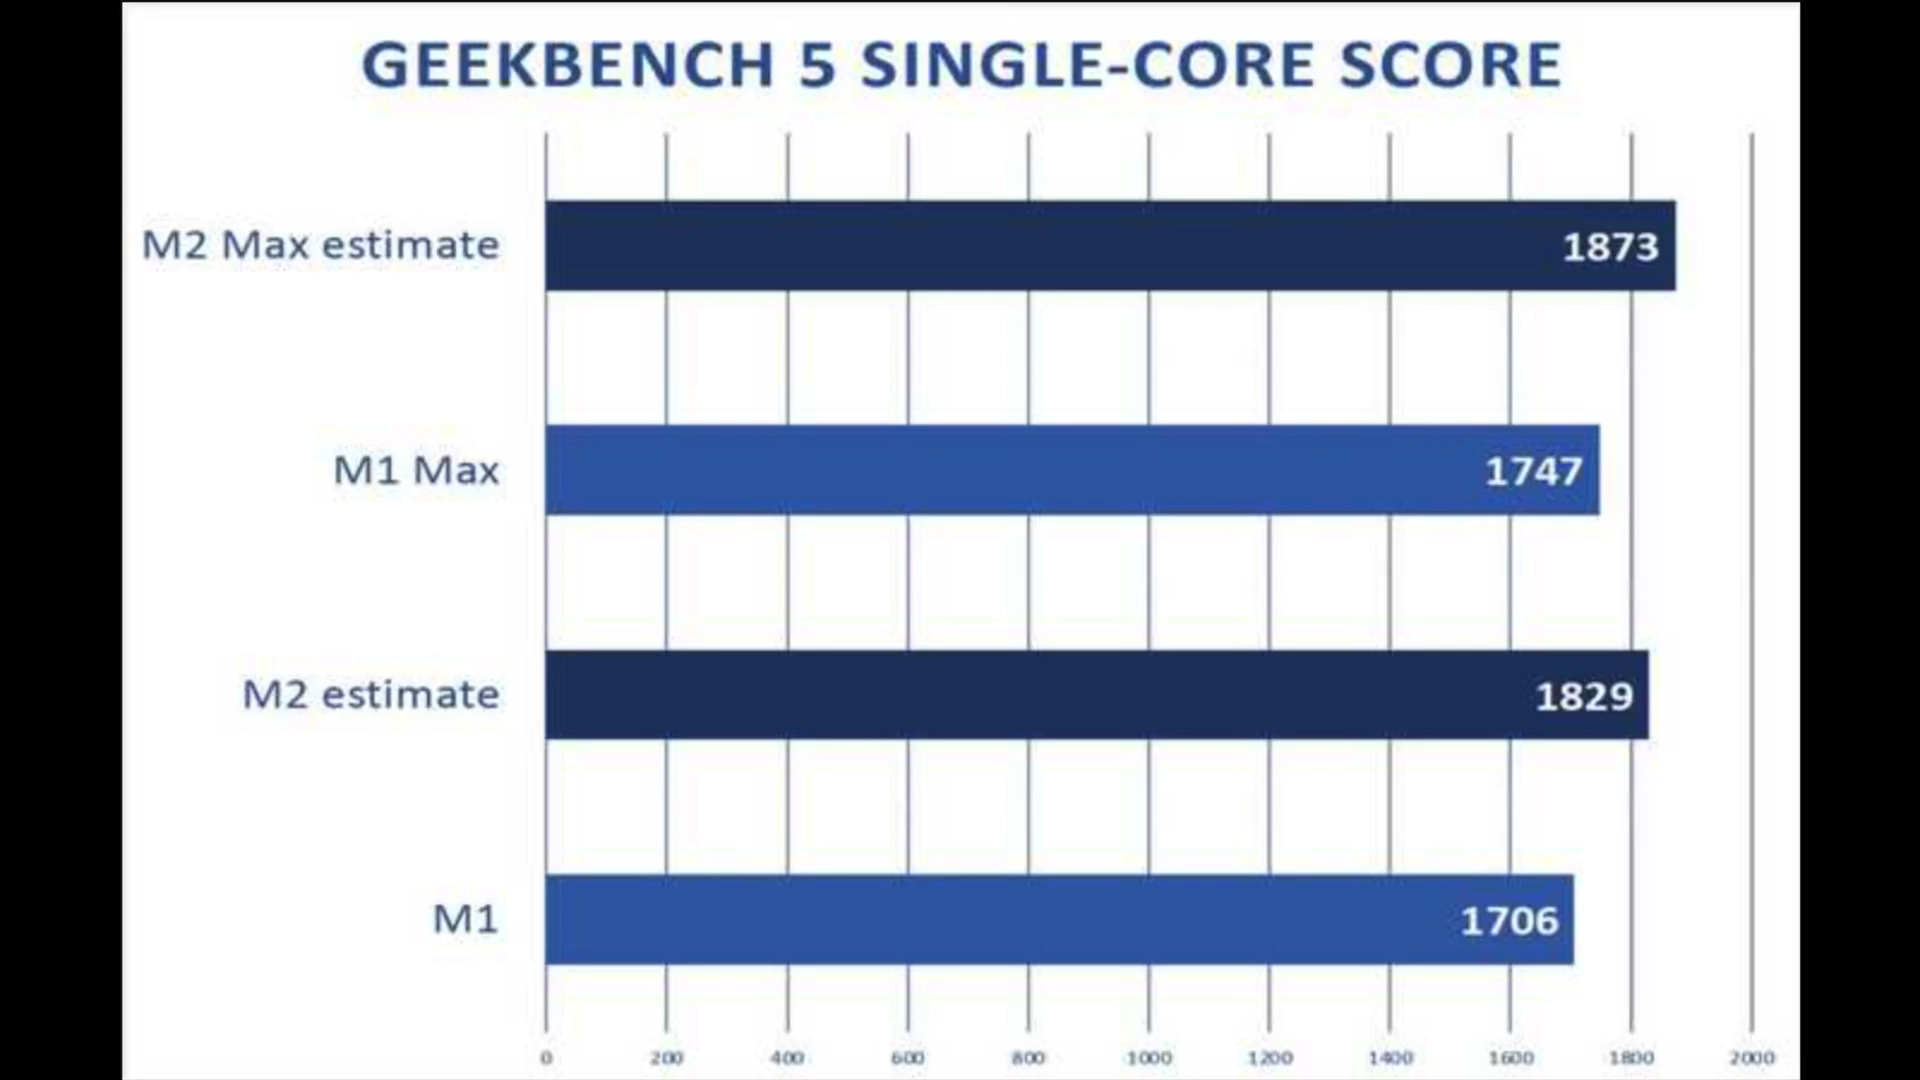 GEEKBENCH 5 SINGLE-CORE SCORE
M2 Max estimate 1873
M1 Max 1747
M2 estimate 1829
M1 1706
0 200 400 600 800 1000 1200 1400 1600 1800 2000